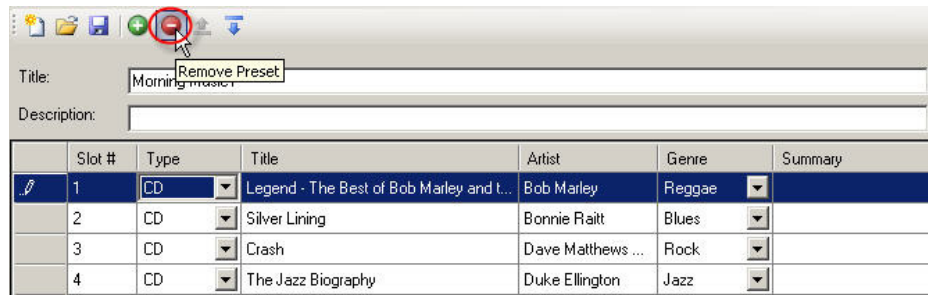 Remove Preset
Title: Morning Music I
Description:
Slot # Type Title Artist Genre Summary
1 CD Legend - The Best of Bob Marley and t... Bob Marley Reggae
2 CD Silver Lining Bonnie Raitt Blues
3 CD Crash Dave Matthews ... Rock
4 CD The Jazz Biography Duke Ellington Jazz